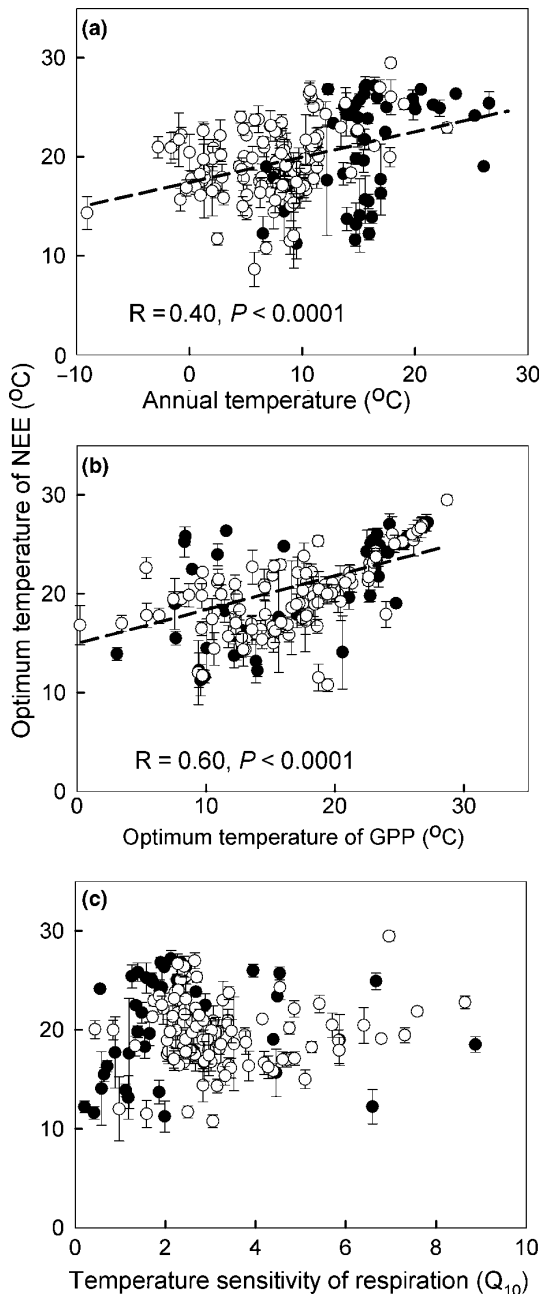 (a)
30
20
10
0
−10 0 10 20 30
R = 0.40, P < 0.0001
Annual temperature (°C)
Optimum temperature of NEE (°C)
(b)
30
20
10
0
0 10 20 30
R = 0.60, P < 0.0001
Optimum temperature of GPP (°C)
(c)
30
20
10
0
0 2 4 6 8 10
Temperature sensitivity of respiration (Q10)